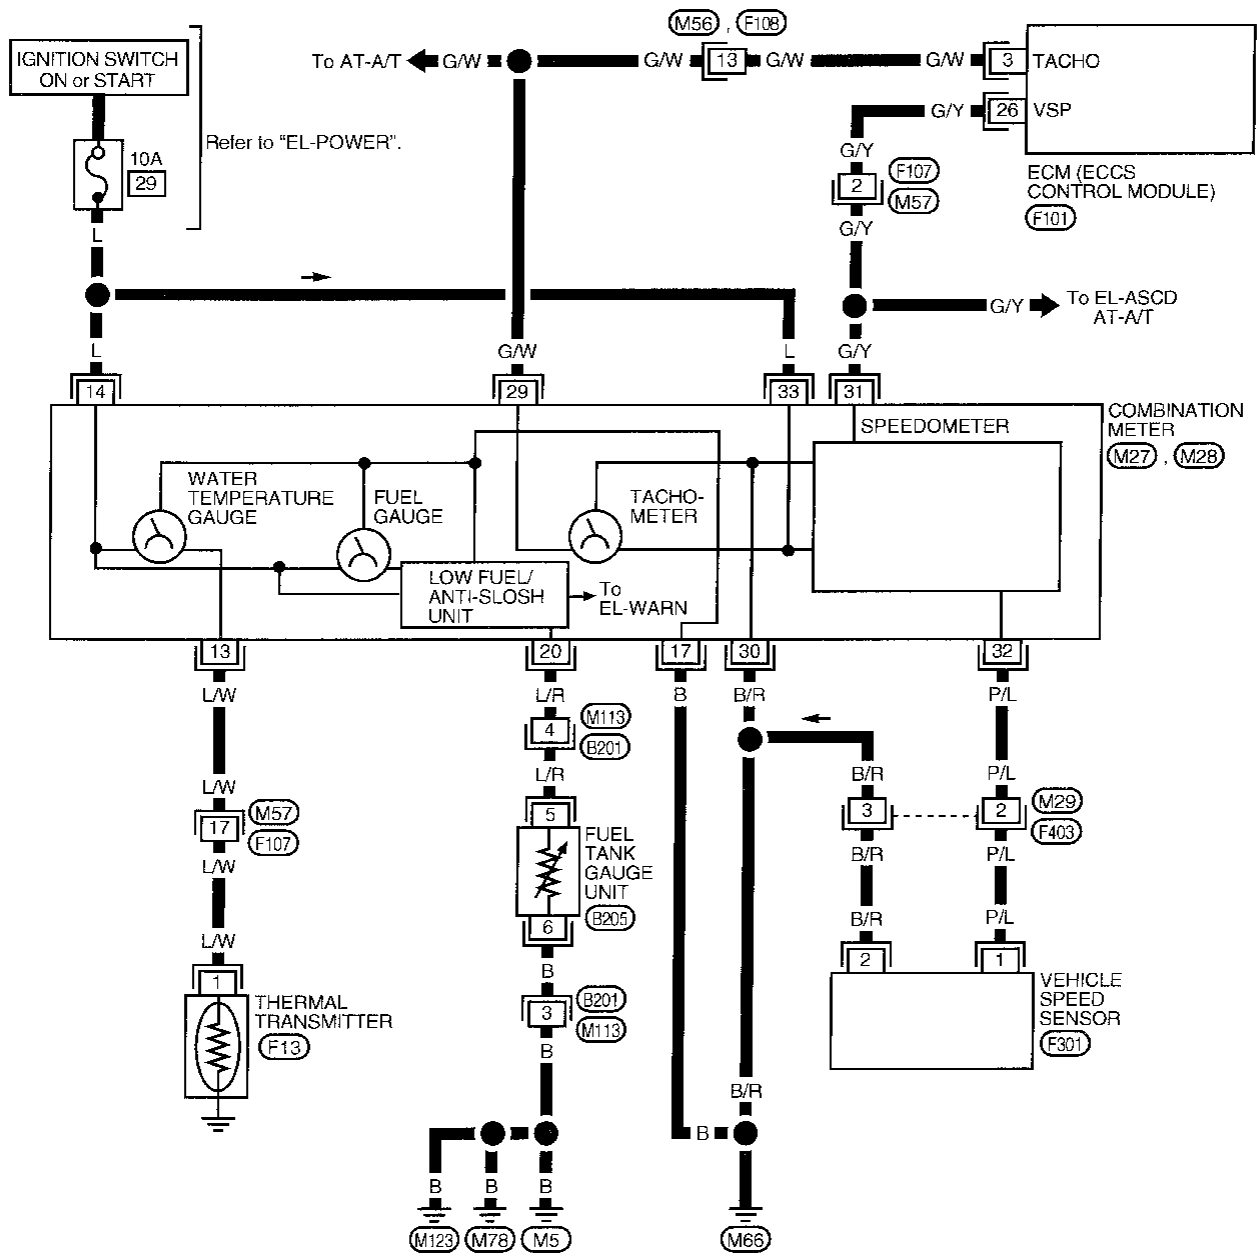 IGNITION SWITCH
ON or START
10A
29
Refer to "EL-POWER".
L
L
To AT-A/T
G/W
G/W
M56 , F108
13
G/W
G/W
3
TACHO
G/Y
26
VSP
G/Y
2
F107
M57
G/Y
ECM (ECCS
CONTROL MODULE)
F101
G/Y
To EL-ASCD
AT-A/T
G/W
L
G/Y
14
29
33
31
COMBINATION
METER
M27 , M28
SPEEDOMETER
WATER
TEMPERATURE
GAUGE
FUEL
GAUGE
TACHO-
METER
LOW FUEL/
ANTI-SLOSH
UNIT
To
EL-WARN
13
20
17
30
32
L/W
L/R
B
B/R
P/L
4
M113
B201
L/R
L/W
17
M57
F107
L/W
L/W
1
THERMAL
TRANSMITTER
F13
5
FUEL
TANK
GAUGE
UNIT
B205
6
B
3
B201
M113
B
B/R
P/L
3
2
M29
F403
B/R
P/L
B/R
P/L
2
1
VEHICLE
SPEED
SENSOR
F301
B/R
B
B
B
B
M123
M78
M5
M66